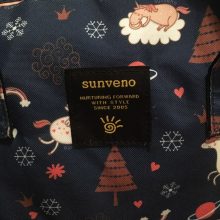 sunveno
NURTURING FORWARD
WITH STYLE
SINCE 2005